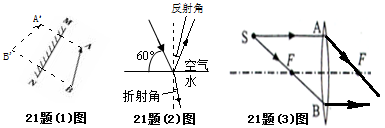 A' M
B' A
N B
21题(1)图
反射角
60° 空气
水
折射角
21题(2)图
S A
F F
B
21题(3)图